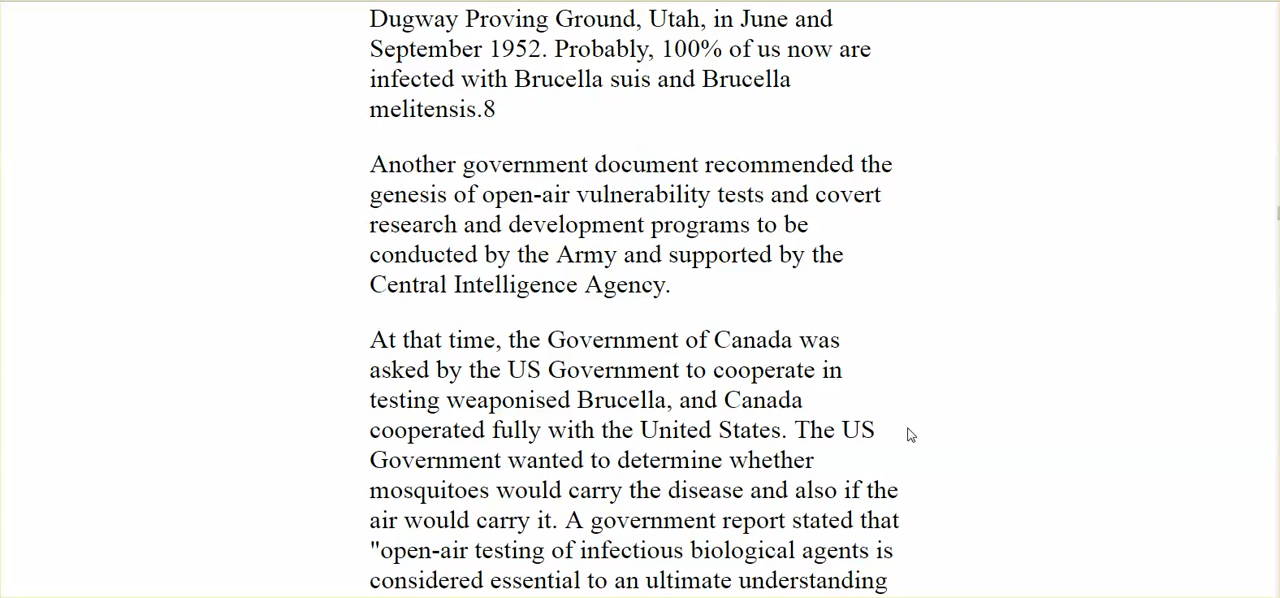 Dugway Proving Ground, Utah, in June and
September 1952. Probably, 100% of us now are
infected with Brucella suis and Brucella
melitensis.8
Another government document recommended the
genesis of open-air vulnerability tests and covert
research and development programs to be
conducted by the Army and supported by the
Central Intelligence Agency.
At that time, the Government of Canada was
asked by the US Government to cooperate in
testing weaponised Brucella, and Canada
cooperated fully with the United States. The US
Government wanted to determine whether
mosquitoes would carry the disease and also if the
air would carry it. A government report stated that
"open-air testing of infectious biological agents is
considered essential to an ultimate understanding